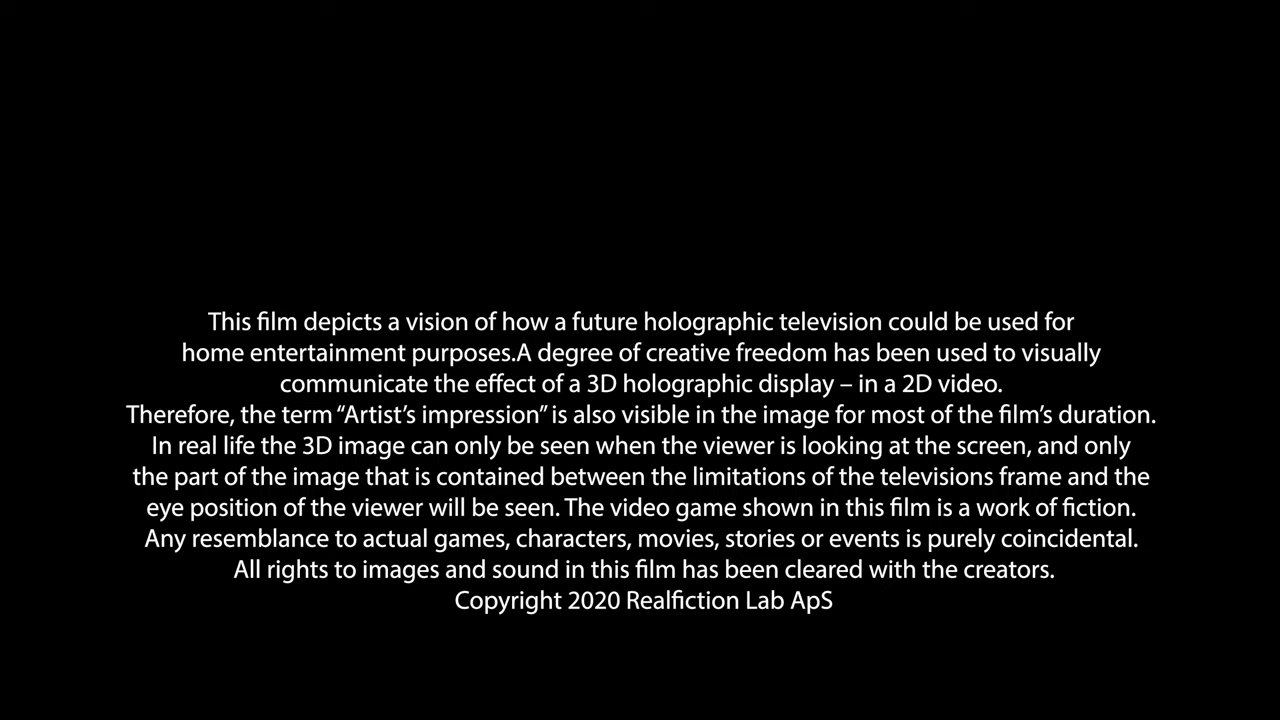 This film depicts a vision of how a future holographic television could be used for
home entertainment purposes.A degree of creative freedom has been used to visually
communicate the effect of a 3D holographic display – in a 2D video.
Therefore, the term “Artist’s impression” is also visible in the image for most of the film’s duration.
In real life the 3D image can only be seen when the viewer is looking at the screen, and only
the part of the image that is contained between the limitations of the televisions frame and the
eye position of the viewer will be seen. The video game shown in this film is a work of fiction.
Any resemblance to actual games, characters, movies, stories or events is purely coincidental.
All rights to images and sound in this film has been cleared with the creators.
Copyright 2020 Realfiction Lab ApS